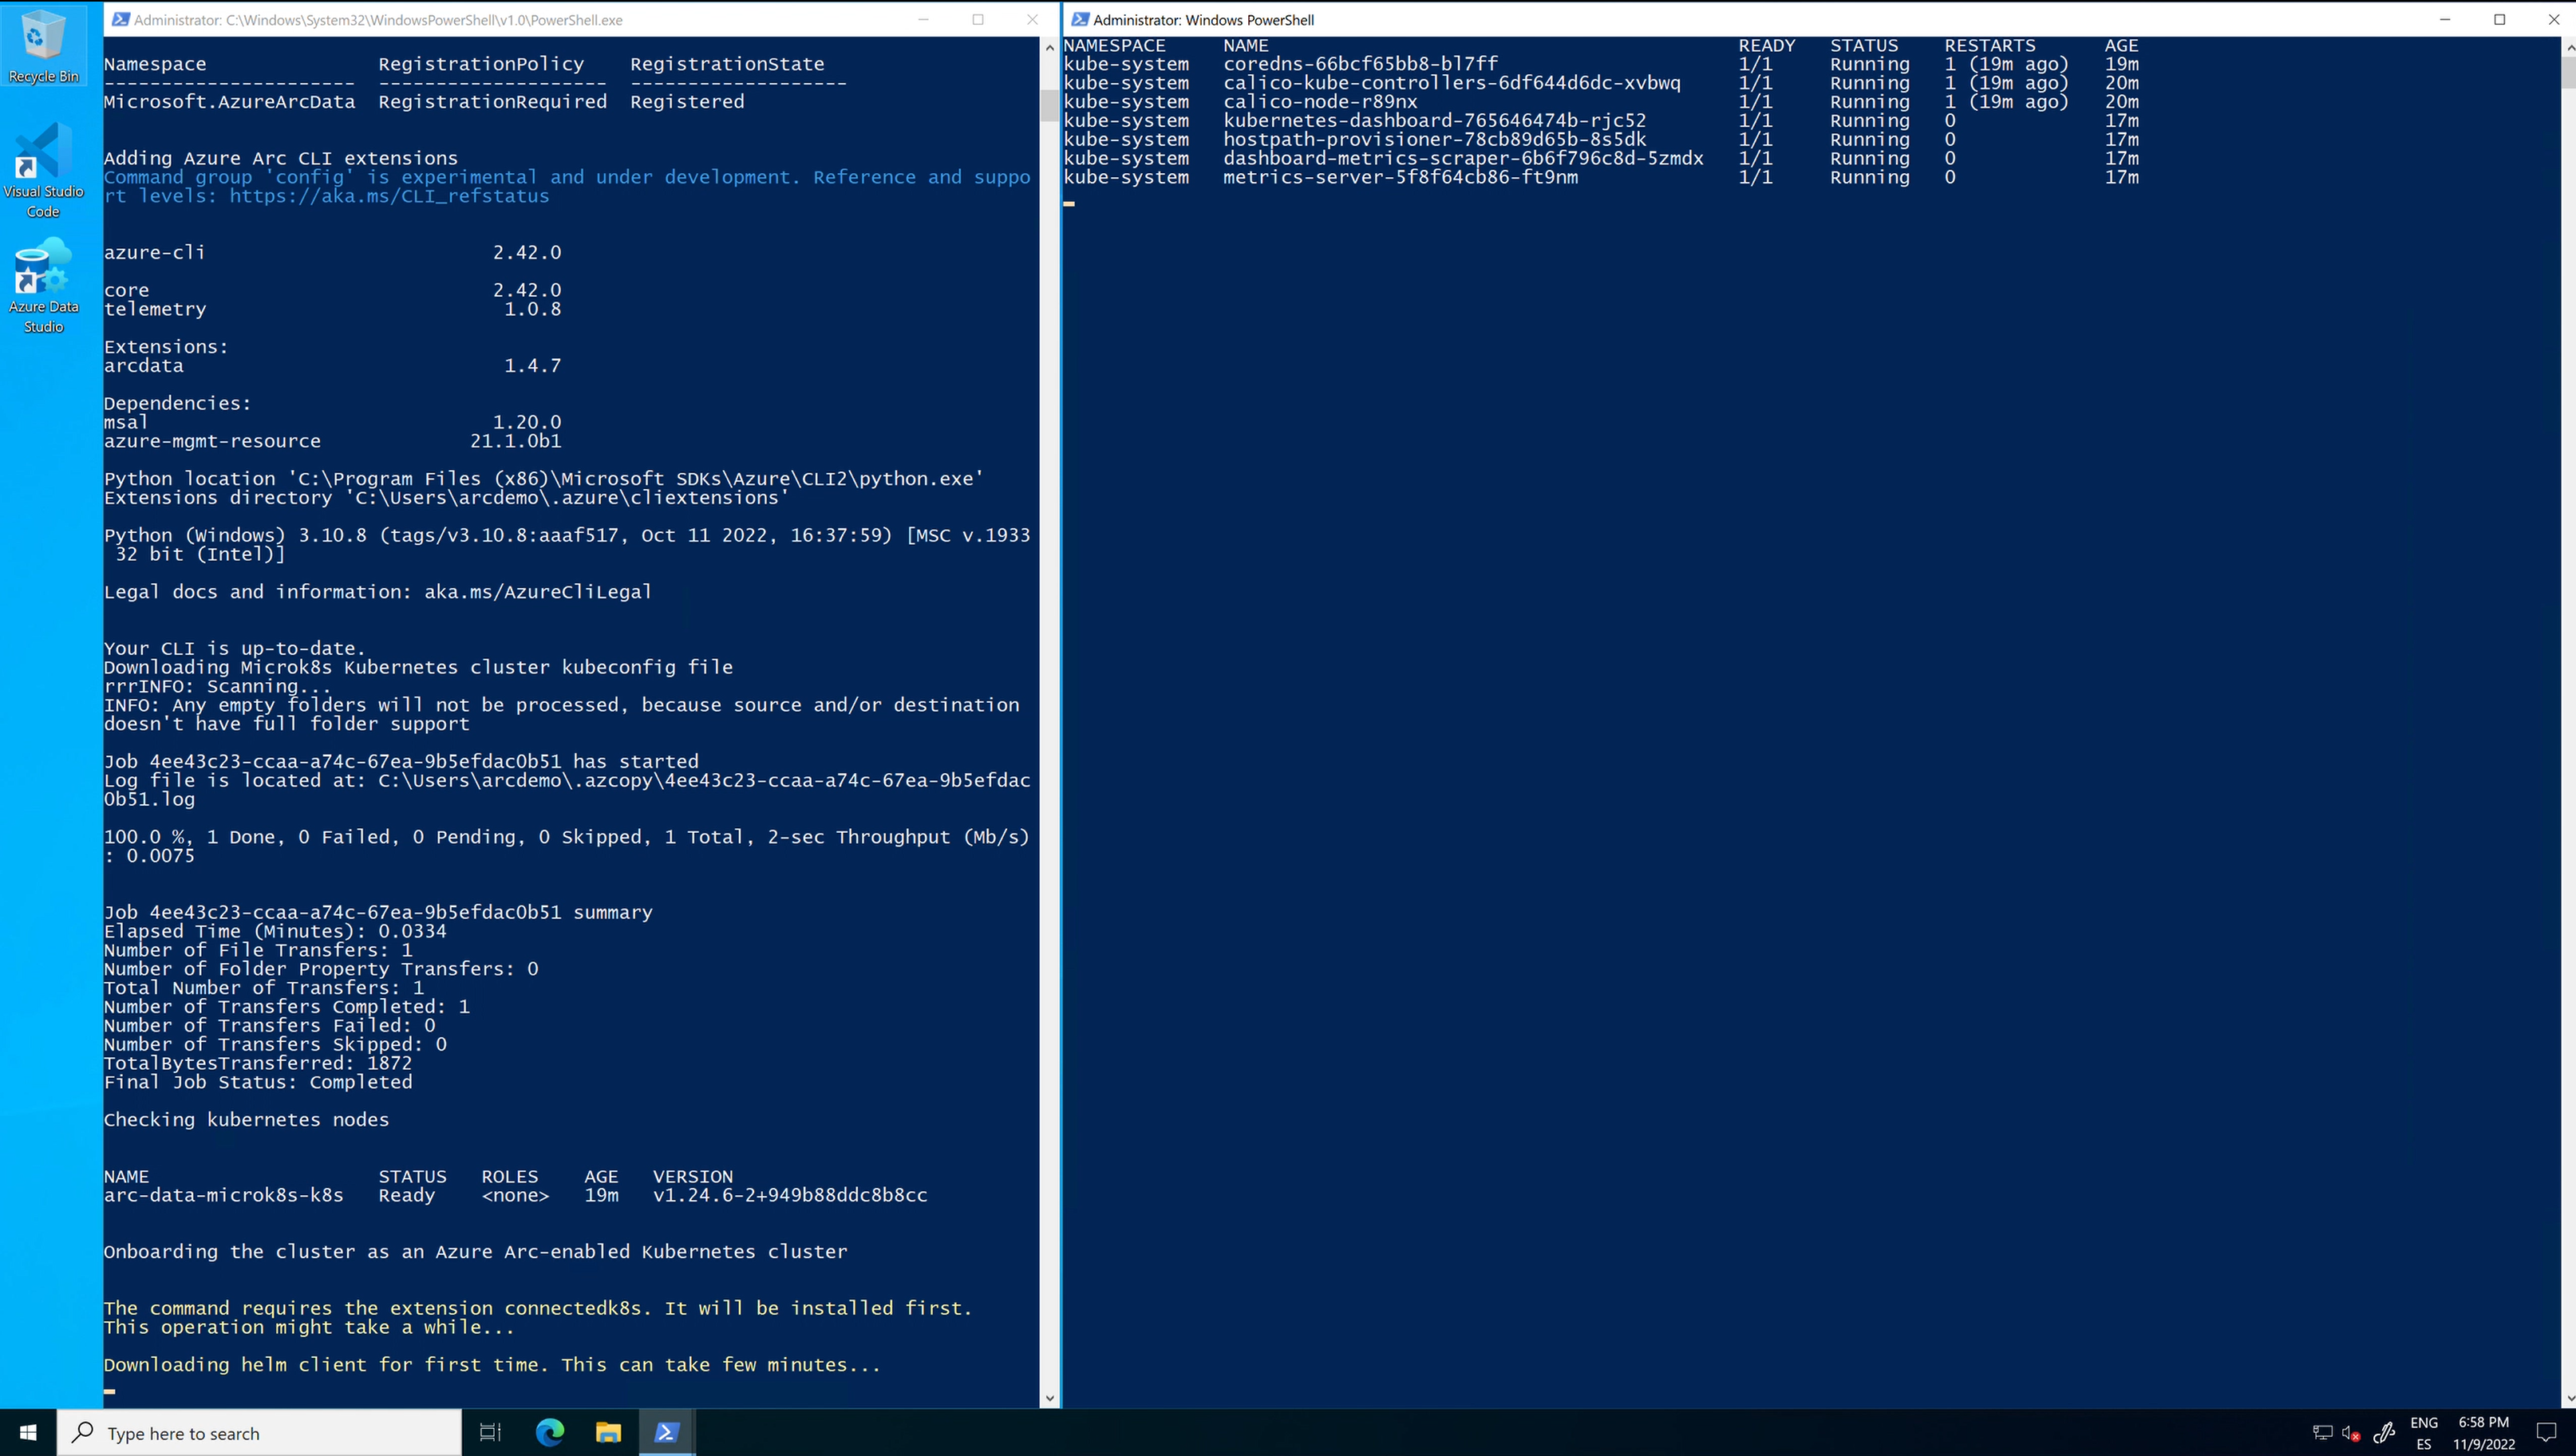 Recycle Bin
Visual Studio
Code
Azure Data
Studio
Administrator: C:\Windows\System32\WindowsPowerShell\v1.0\PowerShell.exe
Namespace RegistrationPolicy RegistrationState
---------------------- -------------------- -------------------
Microsoft.AzureArcData RegistrationRequired Registered
Adding Azure Arc CLI extensions
Command group 'config' is experimental and under development. Reference and suppo
rt levels: https://aka.ms/CLI_refstatus
azure-cli 2.42.0
core 2.42.0
telemetry 1.0.8
Extensions:
arcdata 1.4.7
Dependencies:
msal 1.20.0
azure-mgmt-resource 21.1.0b1
Python location 'C:\Program Files (x86)\Microsoft SDKs\Azure\CLI2\python.exe'
Extensions directory 'C:\Users\arcdemo\.azure\cliextensions'
Python (Windows) 3.10.8 (tags/v3.10.8:aaaf517, Oct 11 2022, 16:37:59) [MSC v.1933
32 bit (Intel)]
Legal docs and information: aka.ms/AzureCliLegal
Your CLI is up-to-date.
Downloading Microk8s Kubernetes cluster kubeconfig file
rrrINFO: Scanning...
INFO: Any empty folders will not be processed, because source and/or destination
doesn't have full folder support
Job 4ee43c23-ccaa-a74c-67ea-9b5efdac0b51 has started
Log file is located at: C:\Users\arcdemo\.azcopy\4ee43c23-ccaa-a74c-67ea-9b5efdac
0b51.log
100.0 %, 1 Done, 0 Failed, 0 Pending, 0 Skipped, 1 Total, 2-sec Throughput (Mb/s)
: 0.0075
Job 4ee43c23-ccaa-a74c-67ea-9b5efdac0b51 summary
Elapsed Time (Minutes): 0.0334
Number of File Transfers: 1
Number of Folder Property Transfers: 0
Total Number of Transfers: 1
Number of Transfers Completed: 1
Number of Transfers Failed: 0
Number of Transfers Skipped: 0
TotalBytesTransferred: 1872
Final Job Status: Completed
Checking kubernetes nodes
NAME STATUS ROLES AGE VERSION
arc-data-microk8s-k8s Ready <none> 19m v1.24.6-2+949b88ddc8b8cc
Onboarding the cluster as an Azure Arc-enabled Kubernetes cluster
The command requires the extension connectedk8s. It will be installed first.
This operation might take a while...
Downloading helm client for first time. This can take few minutes...
Administrator: Windows PowerShell
NAMESPACE NAME READY STATUS RESTARTS AGE
kube-system coredns-66bcf65bb8-bl7ff 1/1 Running 1 (19m ago) 19m
kube-system calico-kube-controllers-6df644d6dc-xvbwq 1/1 Running 1 (19m ago) 20m
kube-system calico-node-r89nx 1/1 Running 1 (19m ago) 20m
kube-system kubernetes-dashboard-765646474b-rjc52 1/1 Running 0 17m
kube-system hostpath-provisioner-78cb89d65b-8s5dk 1/1 Running 0 17m
kube-system dashboard-metrics-scraper-6b6f796c8d-5zmdx 1/1 Running 0 17m
kube-system metrics-server-5f8f64cb86-ft9nm 1/1 Running 0 17m
Type here to search
ENG
ES
6:58 PM
11/9/2022